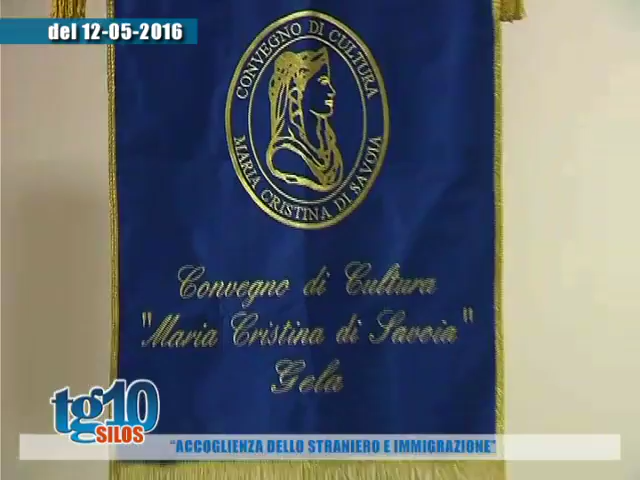 del 12-05-2016
CONVEGNO DI CULTURA
MARIA CRISTINA DI SAVOIA
Convegno di Cultura
"Maria Cristina di Savoia"
Gela
tg10
SILOS
"ACCOGLIENZA DELLO STRANIERO E IMMIGRAZIONE"